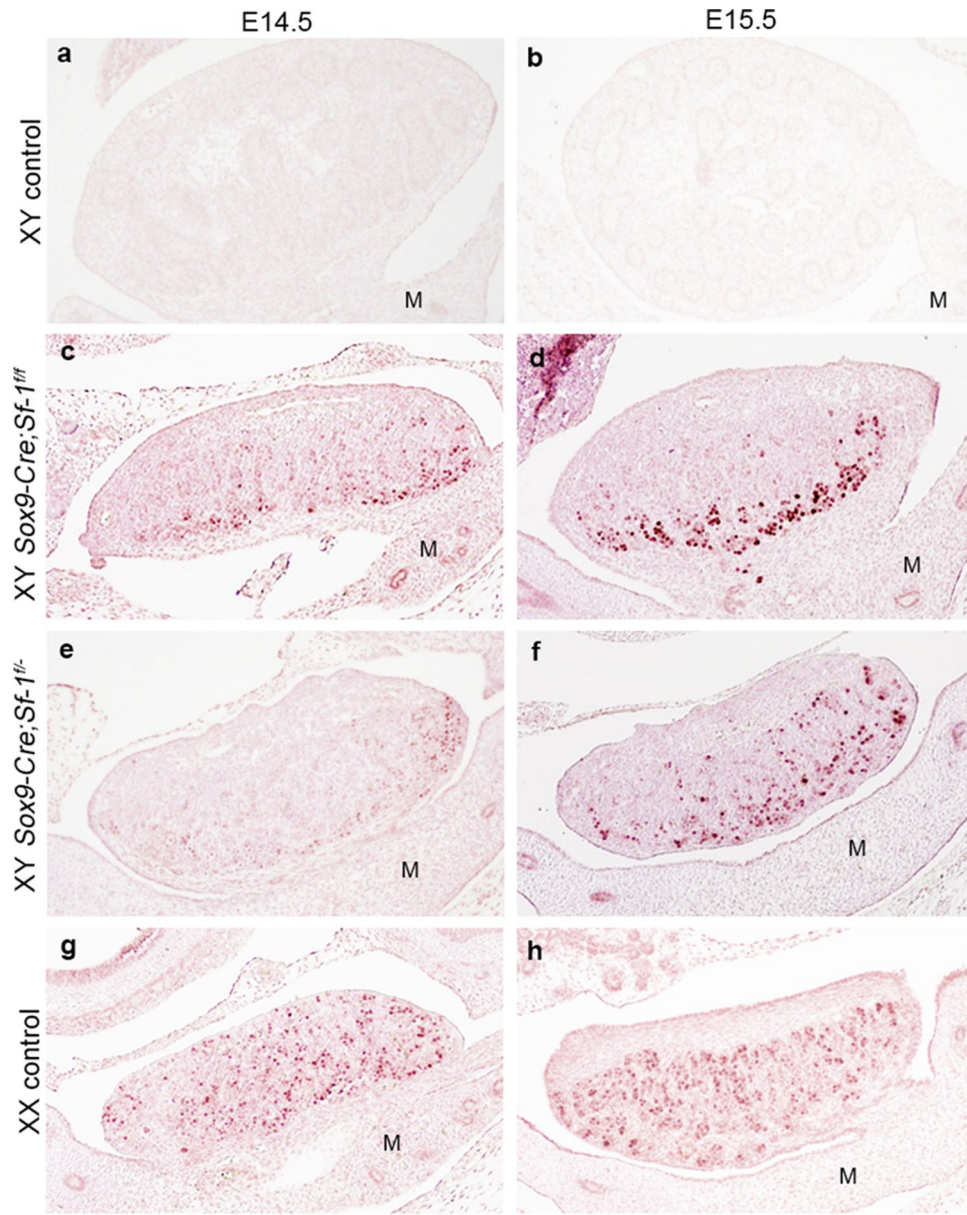 E14.5 E15.5
XY control
a b
M M
XY Sox9-Cre;Sf-1f/f
c d
M M
XY Sox9-Cre;Sf-1f/-
e f
M M
XX control
g h
M M